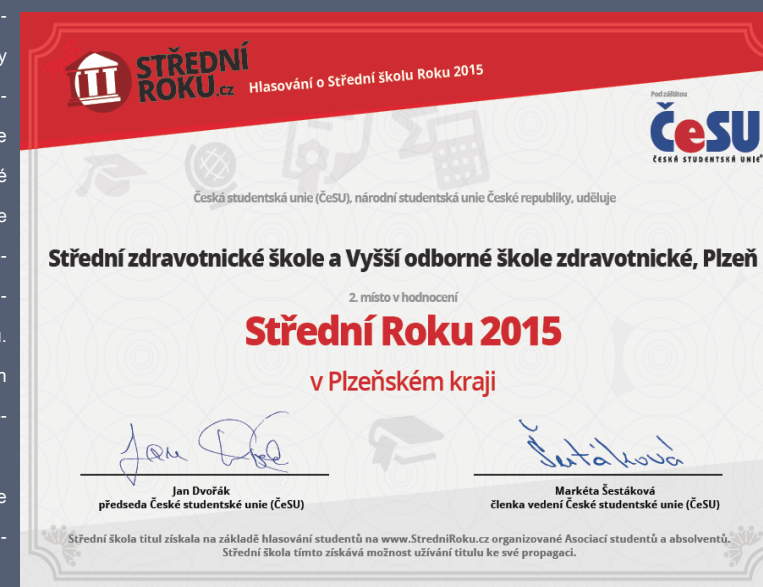 STŘEDNÍ
ROKU.cz
Hlasování o Střední školu Roku 2015
Pod záštitou
ČeSU
ČESKÁ STUDENTSKÁ UNIE
Česká studentská unie (ČeSU), národní studentská unie České republiky, uděluje
Střední zdravotnické škole a Vyšší odborné škole zdravotnické, Plzeň
2. místo v hodnocení
Střední Roku 2015
v Plzeňském kraji
Jan Dvořák
předseda České studentské unie (ČeSU)
Markéta Šestáková
členka vedení České studentské unie (ČeSU)
Střední škola titul získala na základě hlasování studentů na www.StredniRoku.cz organizované Asociací studentů a absolventů.
Střední škola tímto získává možnost užívání titulu ke své propagaci.